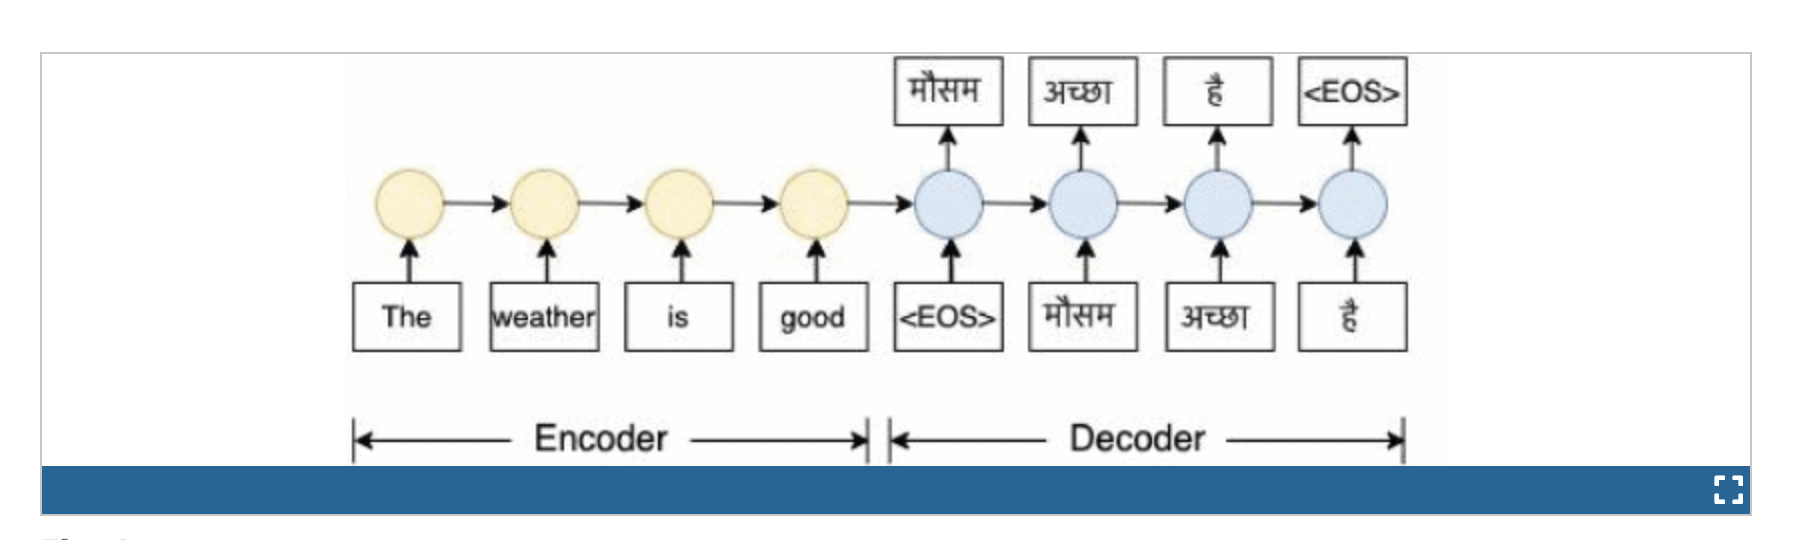 मौसम अच्छा है <EOS>
The weather is good <EOS> मौसम अच्छा है
Encoder Decoder